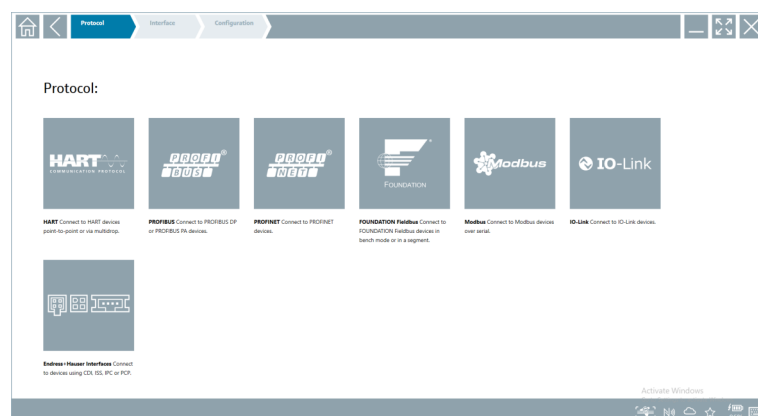 Protocol
Interface
Configuration
Protocol:
HART
COMMUNICATION PROTOCOL
PROFI®
BUS
PROFI®
NET
FOUNDATION
Modbus
IO-Link
HART Connect to HART devices
point-to-point or via multidrop.
PROFIBUS Connect to PROFIBUS DP
or PROFIBUS PA devices.
PROFINET Connect to PROFINET
devices.
FOUNDATION Fieldbus Connect to
FOUNDATION Fieldbus devices in
bench mode or in a segment.
Modbus Connect to Modbus devices
over serial.
IO-Link Connect to IO-Link devices.
Endress+Hauser Interfaces Connect
to devices using CDI, ISS, IPC or PCP.
Activate Windows